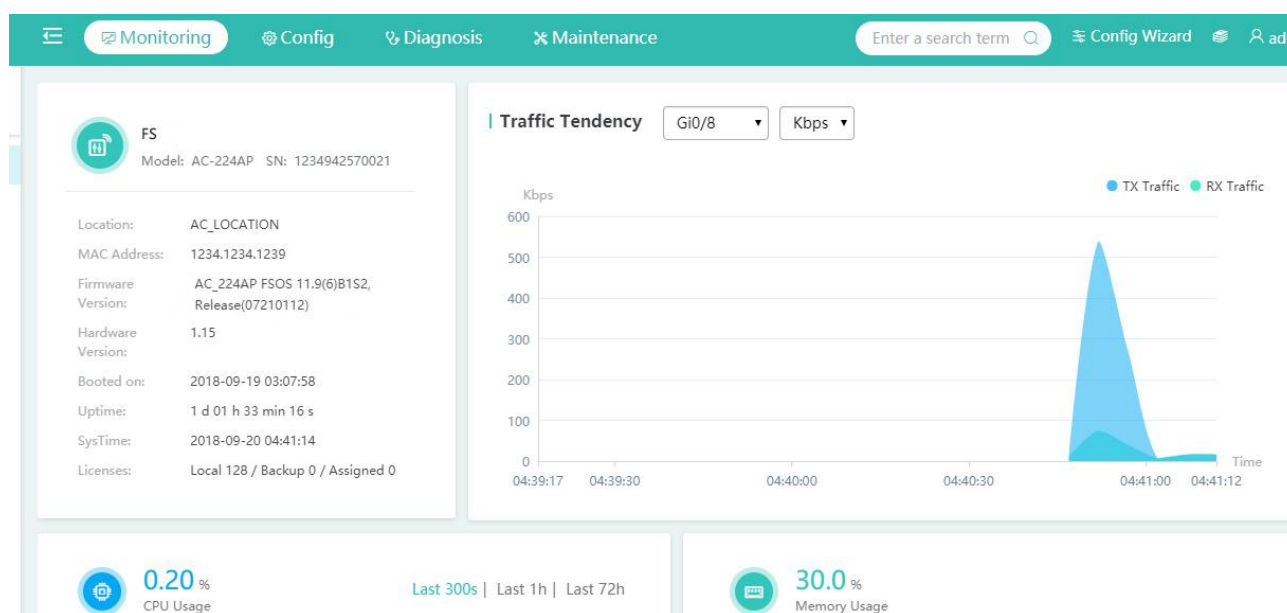 Monitoring Config Diagnosis Maintenance Enter a search term Config Wizard ad
FS
Model: AC-224AP SN: 1234942570021
Location: AC_LOCATION
MAC Address: 1234.1234.1239
Firmware Version: AC_224AP FSOS 11.9(6)B1S2,
Release(07210112)
Hardware Version: 1.15
Booted on: 2018-09-19 03:07:58
Uptime: 1 d 01 h 33 min 16 s
SysTime: 2018-09-20 04:41:14
Licenses: Local 128 / Backup 0 / Assigned 0
Traffic Tendency Gi0/8 Kbps
TX Traffic RX Traffic
Kbps
600
500
400
300
200
100
0
04:39:17 04:39:30 04:40:00 04:40:30 04:41:00 04:41:12
Time
0.20 %
CPU Usage
Last 300s | Last 1h | Last 72h
30.0 %
Memory Usage